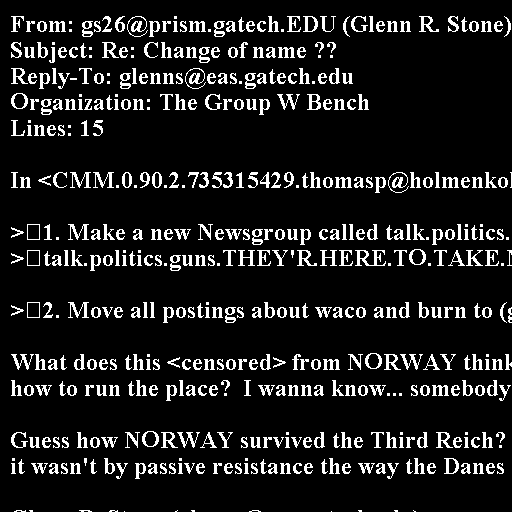 From: gs26@prism.gatech.EDU (Glenn R. Stone)
Subject: Re: Change of name ??
Reply-To: glenns@eas.gatech.edu
Organization: The Group W Bench
Lines: 15
In <CMM.0.90.2.735315429.thomasp@holmenkol
>□1. Make a new Newsgroup called talk.politics.
>□talk.politics.guns.THEY'R.HERE.TO.TAKE.
>□2. Move all postings about waco and burn to (g
What does this <censored> from NORWAY think
how to run the place?  I wanna know... somebody
Guess how NORWAY survived the Third Reich?
it wasn't by passive resistance the way the Danes